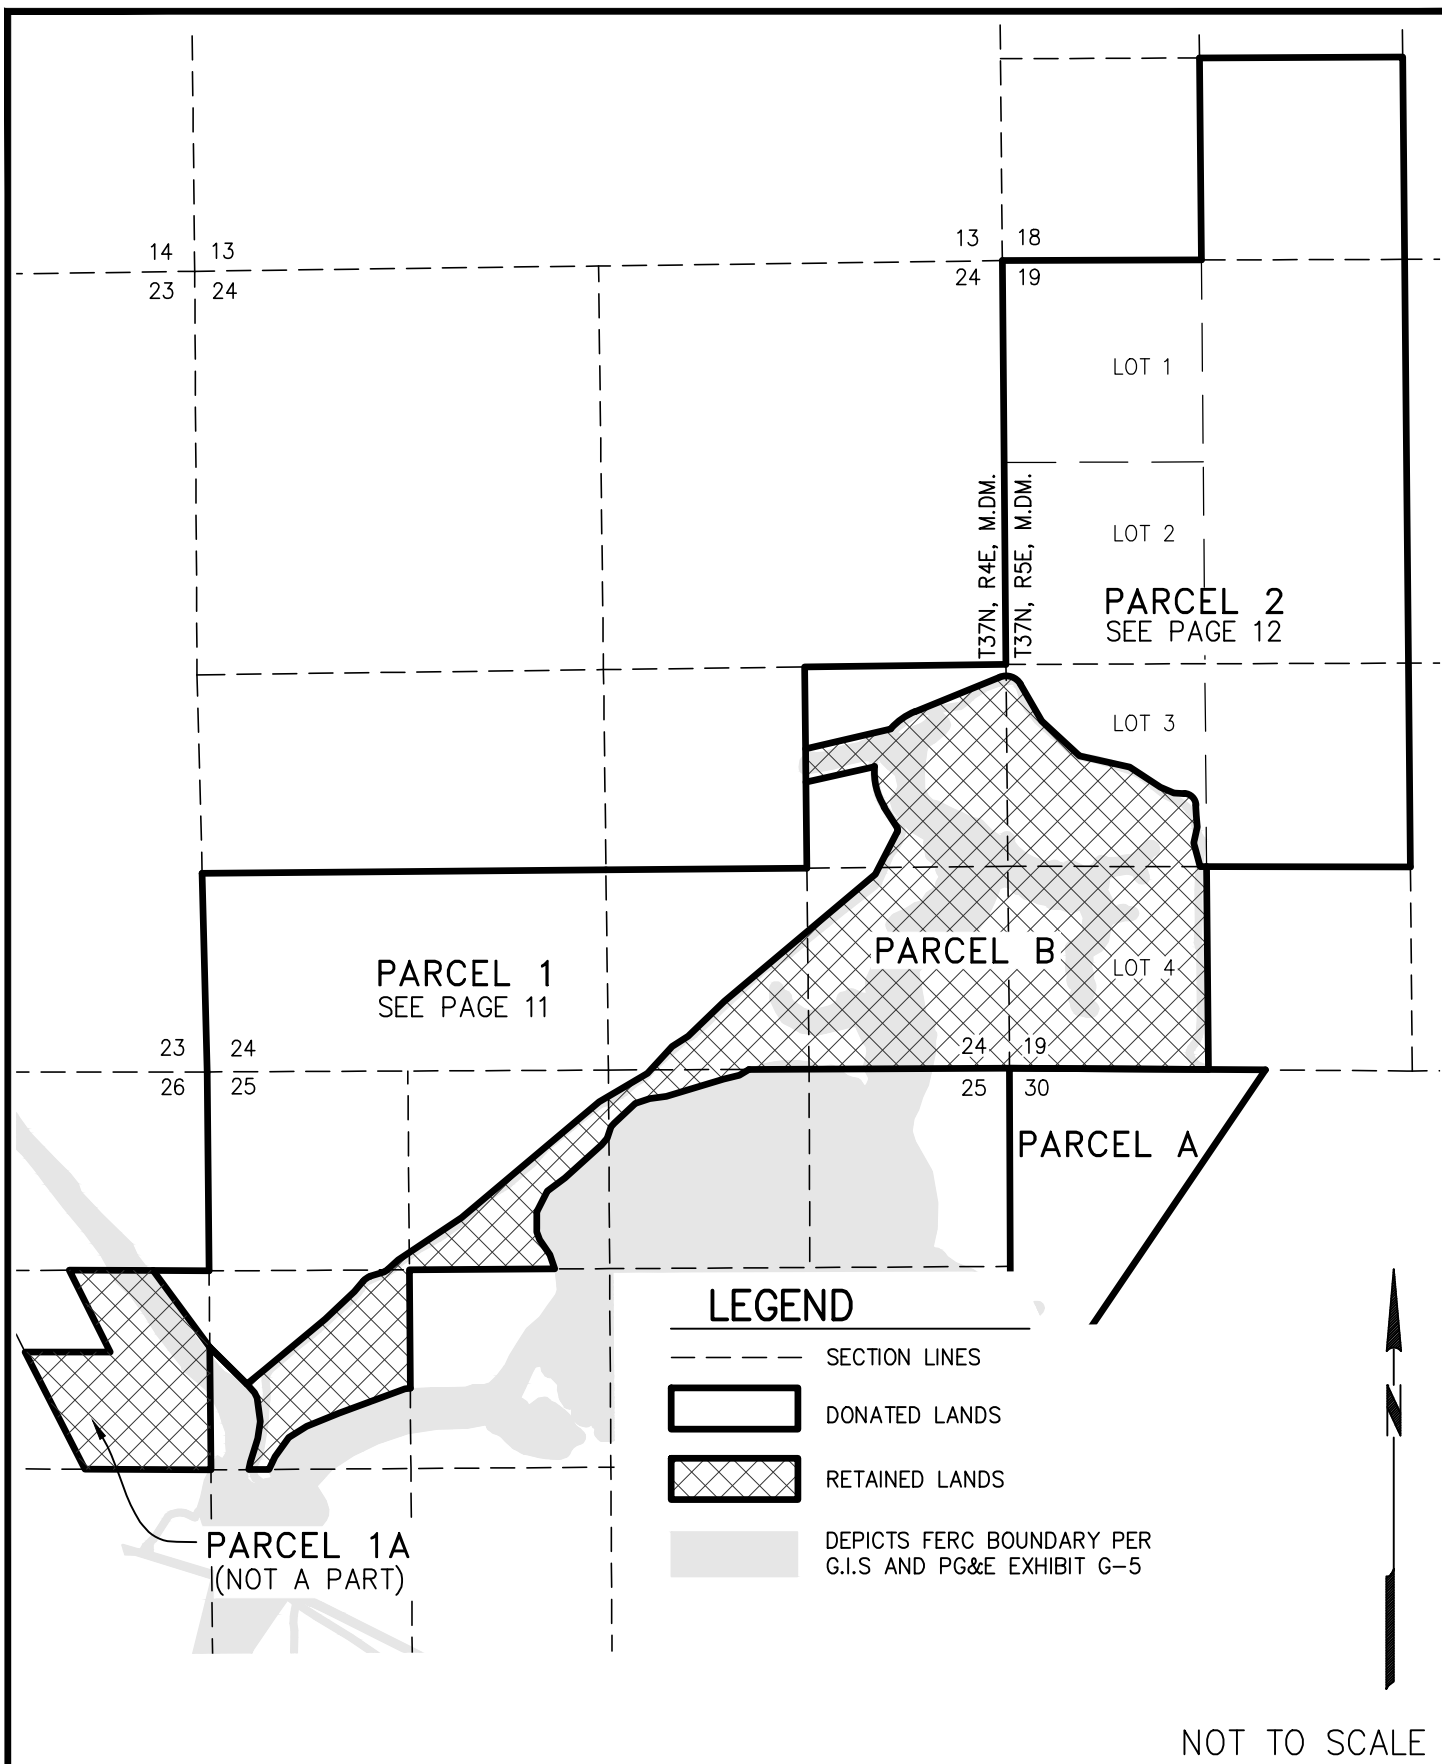 14 13
13 18
23 24
24 19
LOT 1
T37N, R4E, M.DM.
T37N, R5E, M.DM.
LOT 2
PARCEL 2
SEE PAGE 12
LOT 3
PARCEL B
PARCEL 1
SEE PAGE 11
LOT 4
23 24
24 19
26 25
25 30
PARCEL A
LEGEND
SECTION LINES
N
DONATED LANDS
RETAINED LANDS
DEPICTS FERC BOUNDARY PER
G.I.S AND PG&E EXHIBIT G-5
PARCEL 1A
(NOT A PART)
NOT TO SCALE